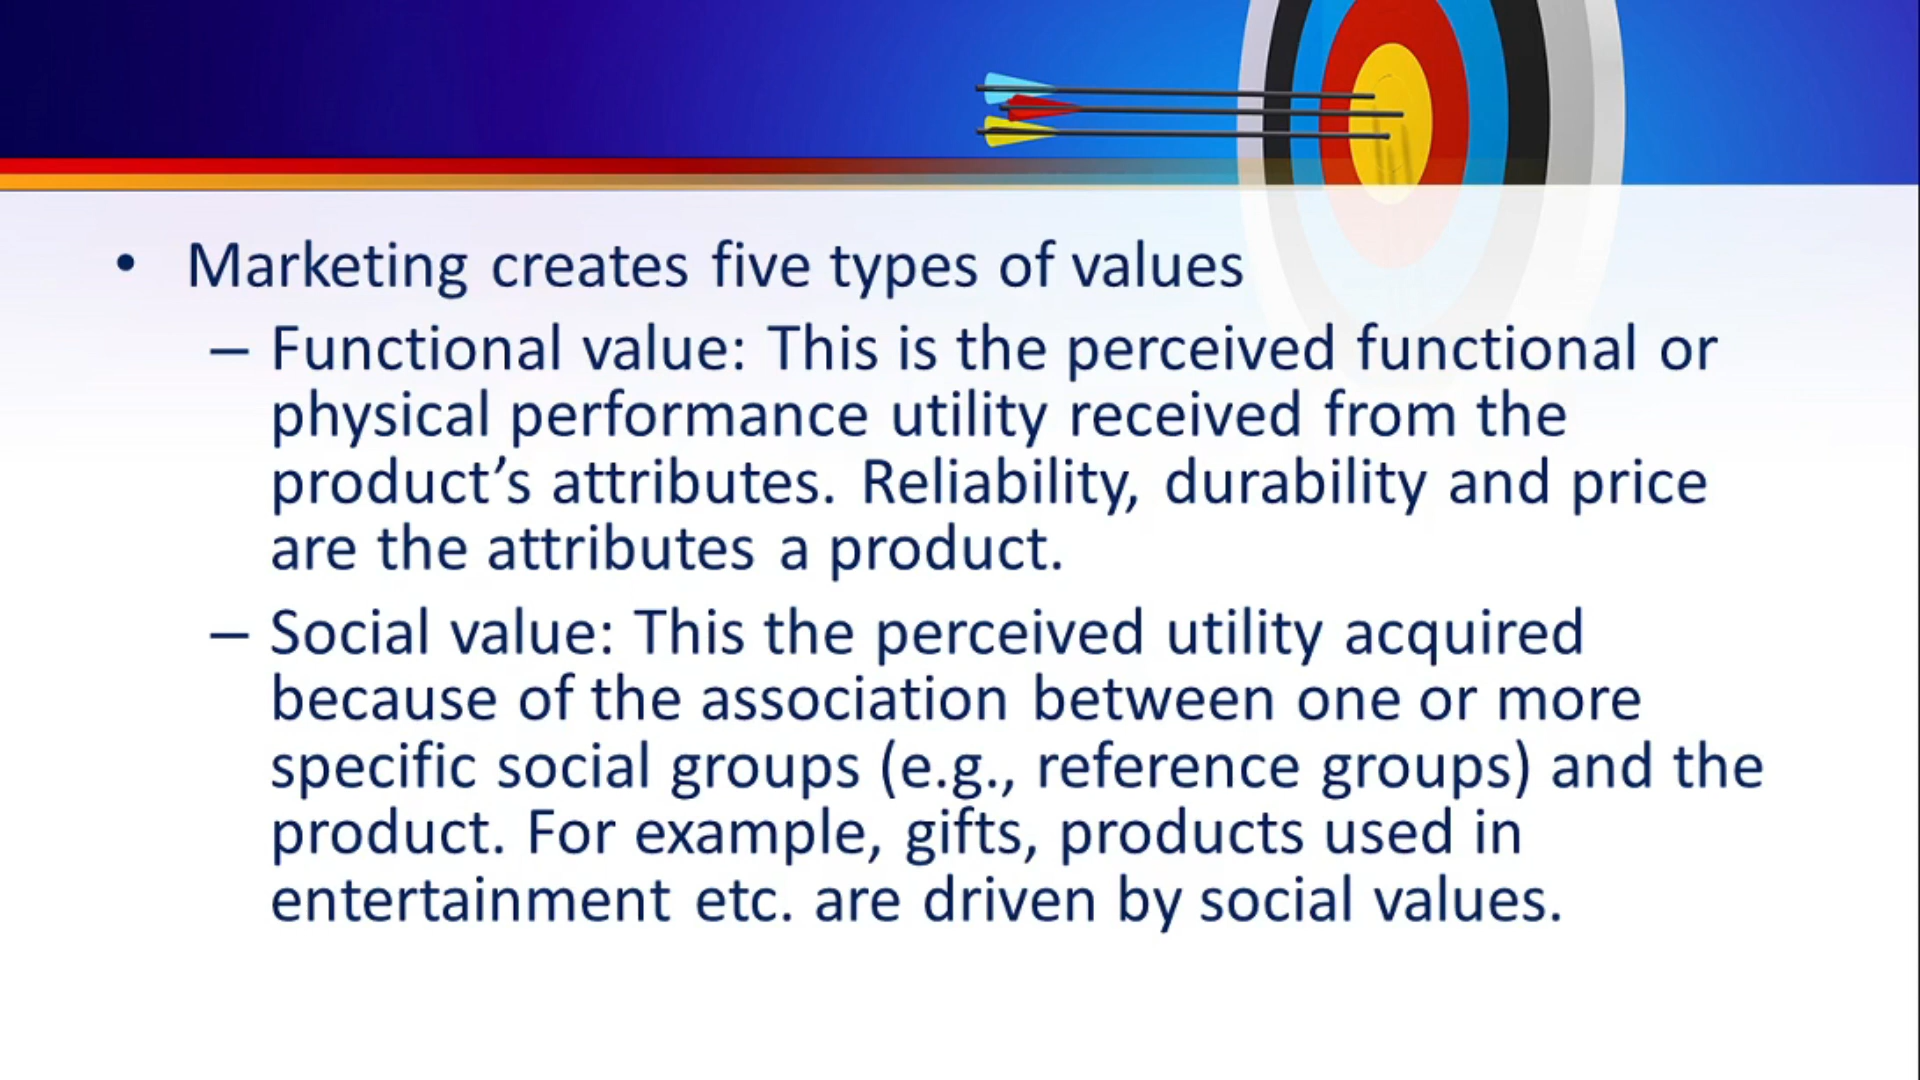 • Marketing creates five types of values
– Functional value: This is the perceived functional or
physical performance utility received from the
product’s attributes. Reliability, durability and price
are the attributes a product.
– Social value: This the perceived utility acquired
because of the association between one or more
specific social groups (e.g., reference groups) and the
product. For example, gifts, products used in
entertainment etc. are driven by social values.